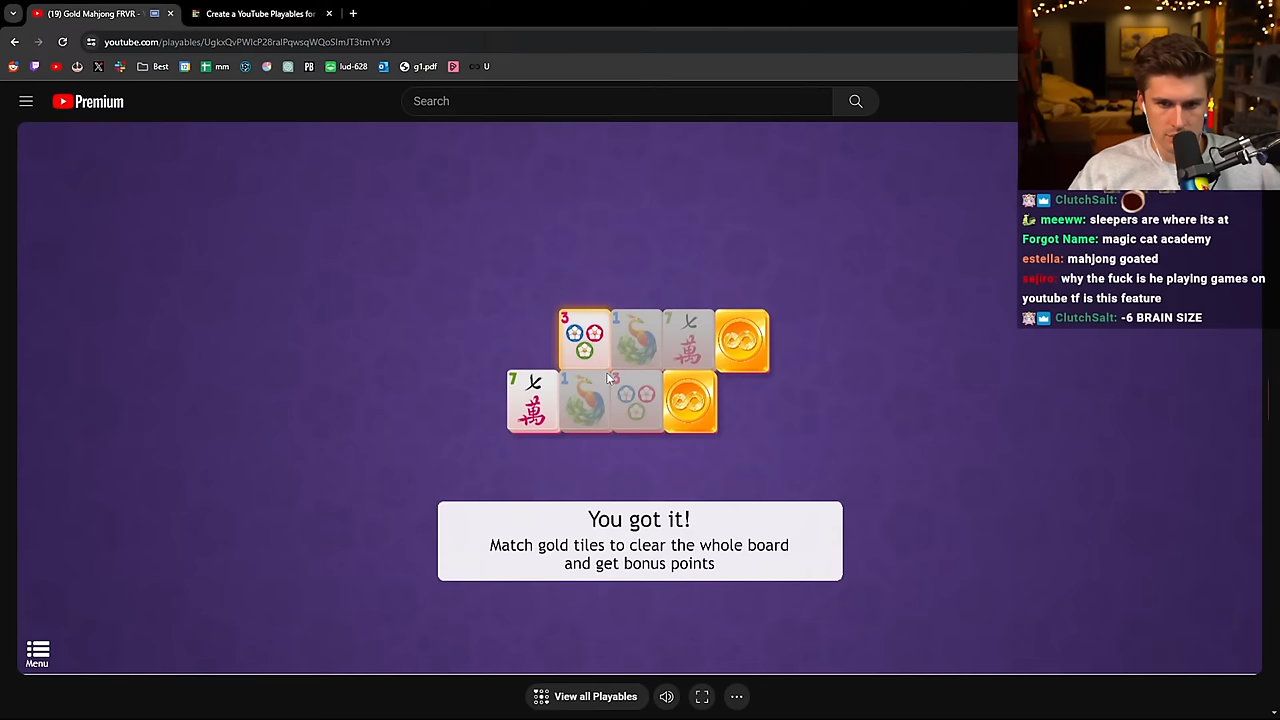 (19) Gold Mahjong FRVR -
Create a YouTube Playables for
youtube.com/playables/UgkxQvPWlcP28ralPqwsqWQoSImJT3tmYYv9
Best
mm
lud-628
g1.pdf
U
Premium
Search
ClutchSalt:
meeww: sleepers are where its at
Forgot Name: magic cat academy
estella: mahjong goated
sejiro: why the fuck is he playing games on
youtube tf is this feature
ClutchSalt: -6 BRAIN SIZE
3 1 7 萬
7 萬 1 3
You got it!
Match gold tiles to clear the whole board
and get bonus points
Menu
View all Playables